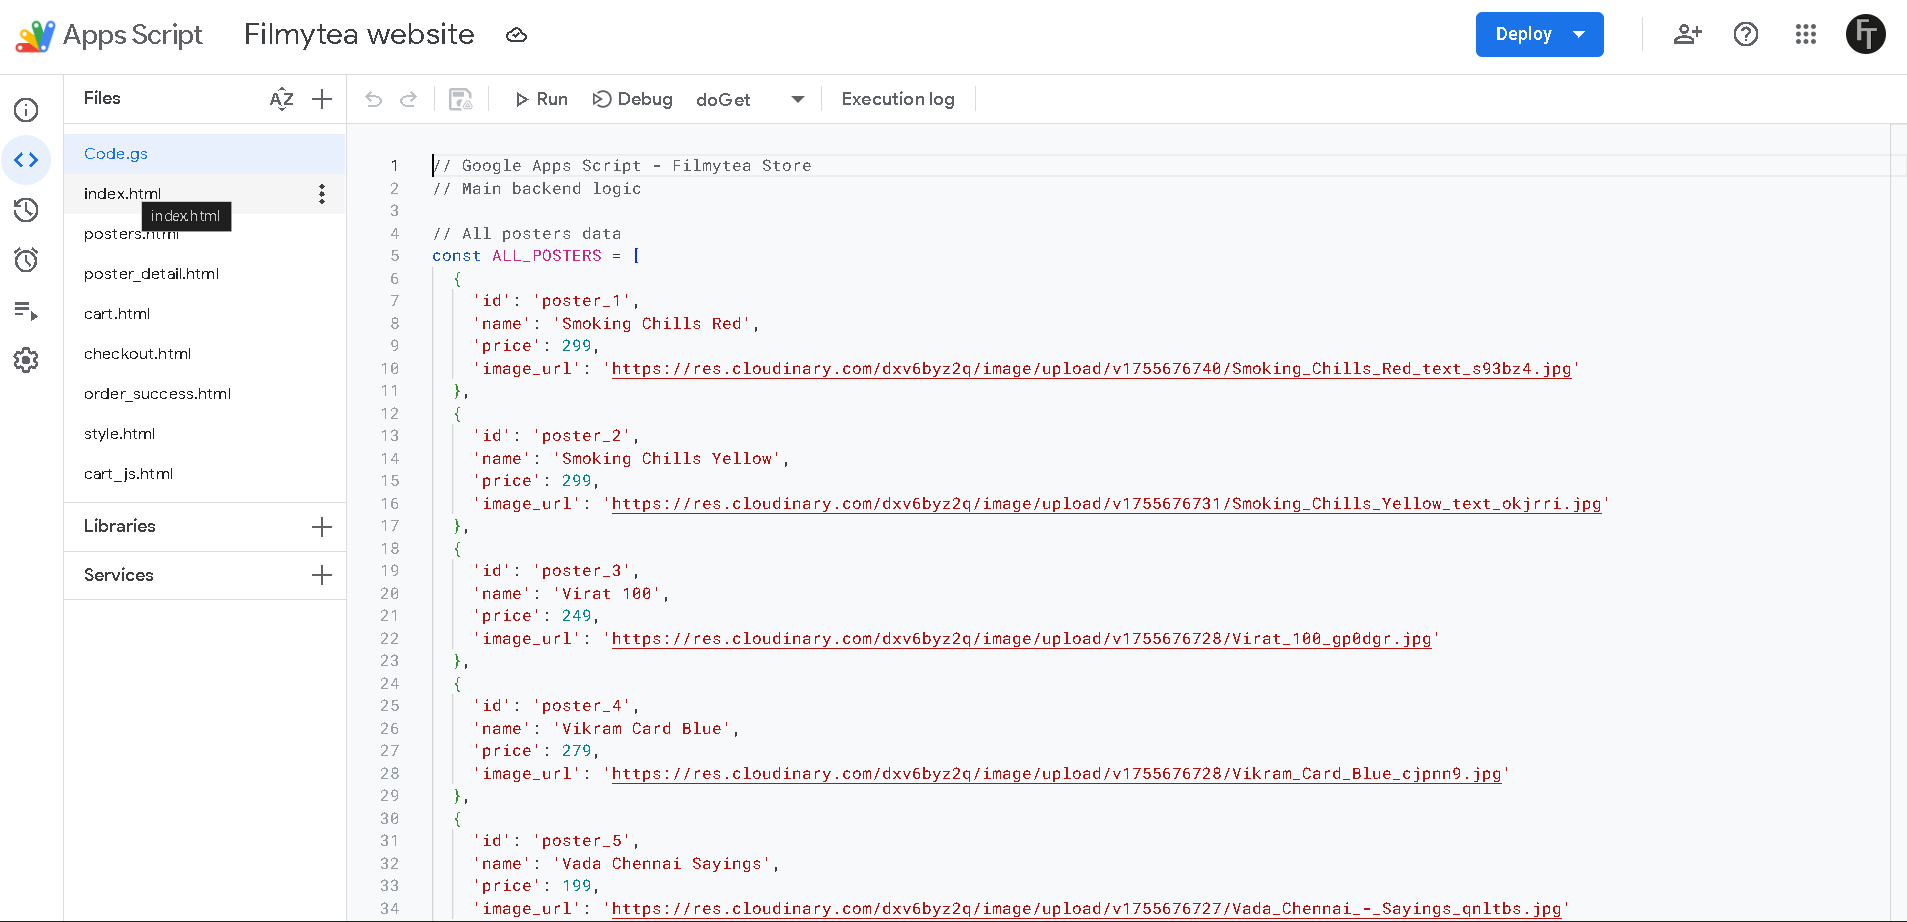 Apps Script
Filmytea website
Deploy
FT
Files
AZ
Run
Debug
doGet
Execution log
Code.gs
index.html
index.html
posters.html
poster_detail.html
cart.html
checkout.html
order_success.html
style.html
cart_js.html
Libraries
Services
1 // Google Apps Script - Filmytea Store
2 // Main backend logic
3
4 // All posters data
5 const ALL_POSTERS = [
6 {
7 'id': 'poster_1',
8 'name': 'Smoking Chills Red',
9 'price': 299,
10 'image_url': 'https://res.cloudinary.com/dxv6byz2q/image/upload/v1755676740/Smoking_Chills_Red_text_s93bz4.jpg'
11 },
12 {
13 'id': 'poster_2',
14 'name': 'Smoking Chills Yellow',
15 'price': 299,
16 'image_url': 'https://res.cloudinary.com/dxv6byz2q/image/upload/v1755676731/Smoking_Chills_Yellow_text_okjrri.jpg'
17 },
18 {
19 'id': 'poster_3',
20 'name': 'Virat 100',
21 'price': 249,
22 'image_url': 'https://res.cloudinary.com/dxv6byz2q/image/upload/v1755676728/Virat_100_gp0dgr.jpg'
23 },
24 {
25 'id': 'poster_4',
26 'name': 'Vikram Card Blue',
27 'price': 279,
28 'image_url': 'https://res.cloudinary.com/dxv6byz2q/image/upload/v1755676728/Vikram_Card_Blue_cjpnn9.jpg'
29 },
30 {
31 'id': 'poster_5',
32 'name': 'Vada Chennai Sayings',
33 'price': 199,
34 'image_url': 'https://res.cloudinary.com/dxv6byz2q/image/upload/v1755676727/Vada_Chennai_-_Sayings_qnltbs.jpg'